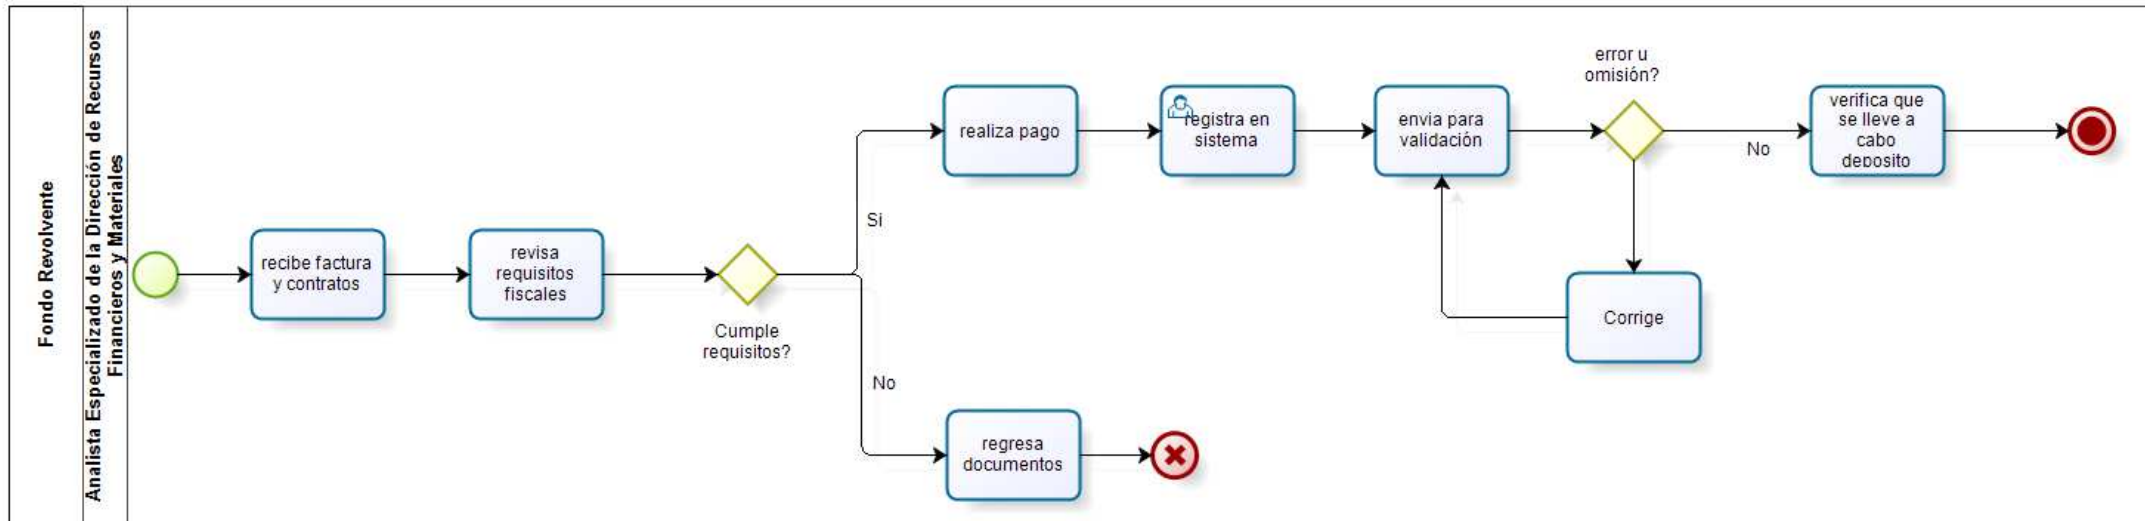 Fondo Revolvente
Analista Especializado de la Dirección de Recursos
Financieros y Materiales
recibe factura
y contratos
revisa
requisitos
fiscales
Cumple
requisitos?
Si
No
realiza pago
registra en
sistema
envia para
validación
error u
omisión?
No
Corrige
verifica que
se lleve a
cabo
deposito
regresa
documentos